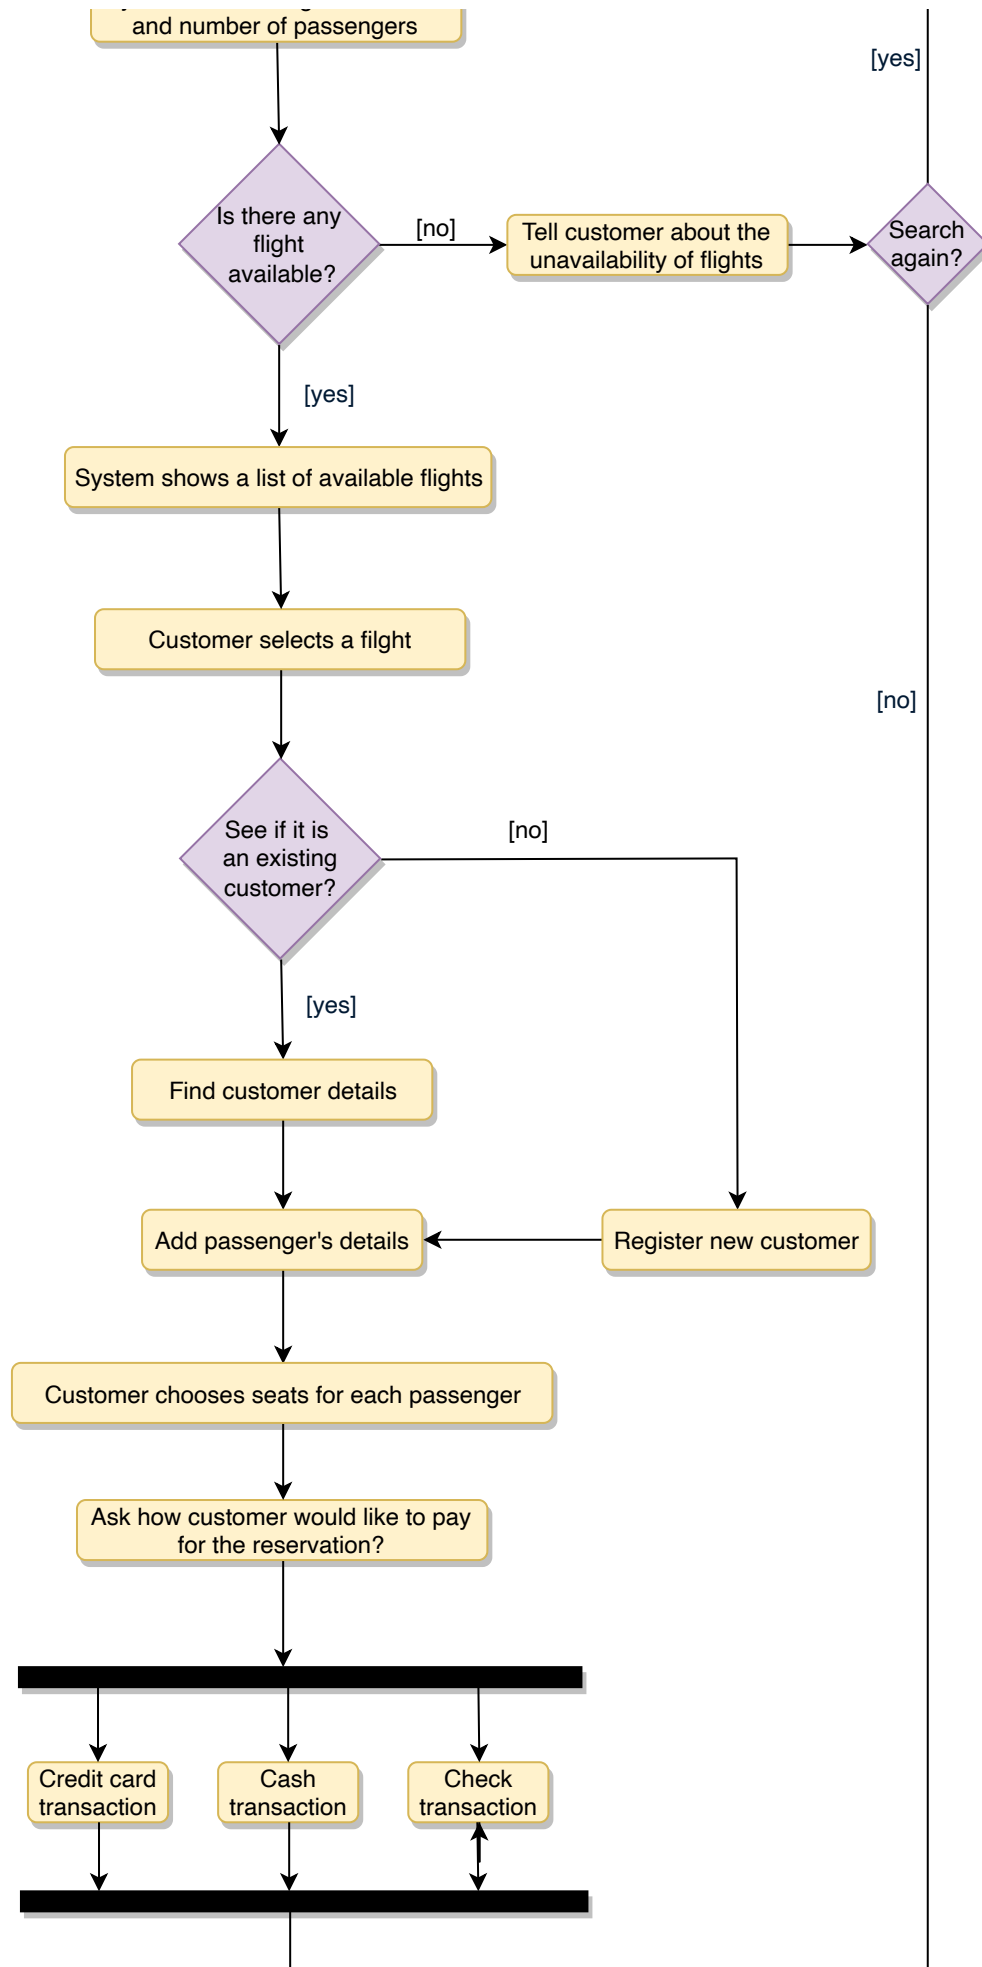 and number of passengers
[yes]
Is there any
flight
available?
[no]
Tell customer about the
unavailability of flights
Search
again?
[yes]
System shows a list of available flights
Customer selects a filght
[no]
See if it is
an existing
customer?
[no]
[yes]
Find customer details
Add passenger's details
Register new customer
Customer chooses seats for each passenger
Ask how customer would like to pay
for the reservation?
Credit card
transaction
Cash
transaction
Check
transaction